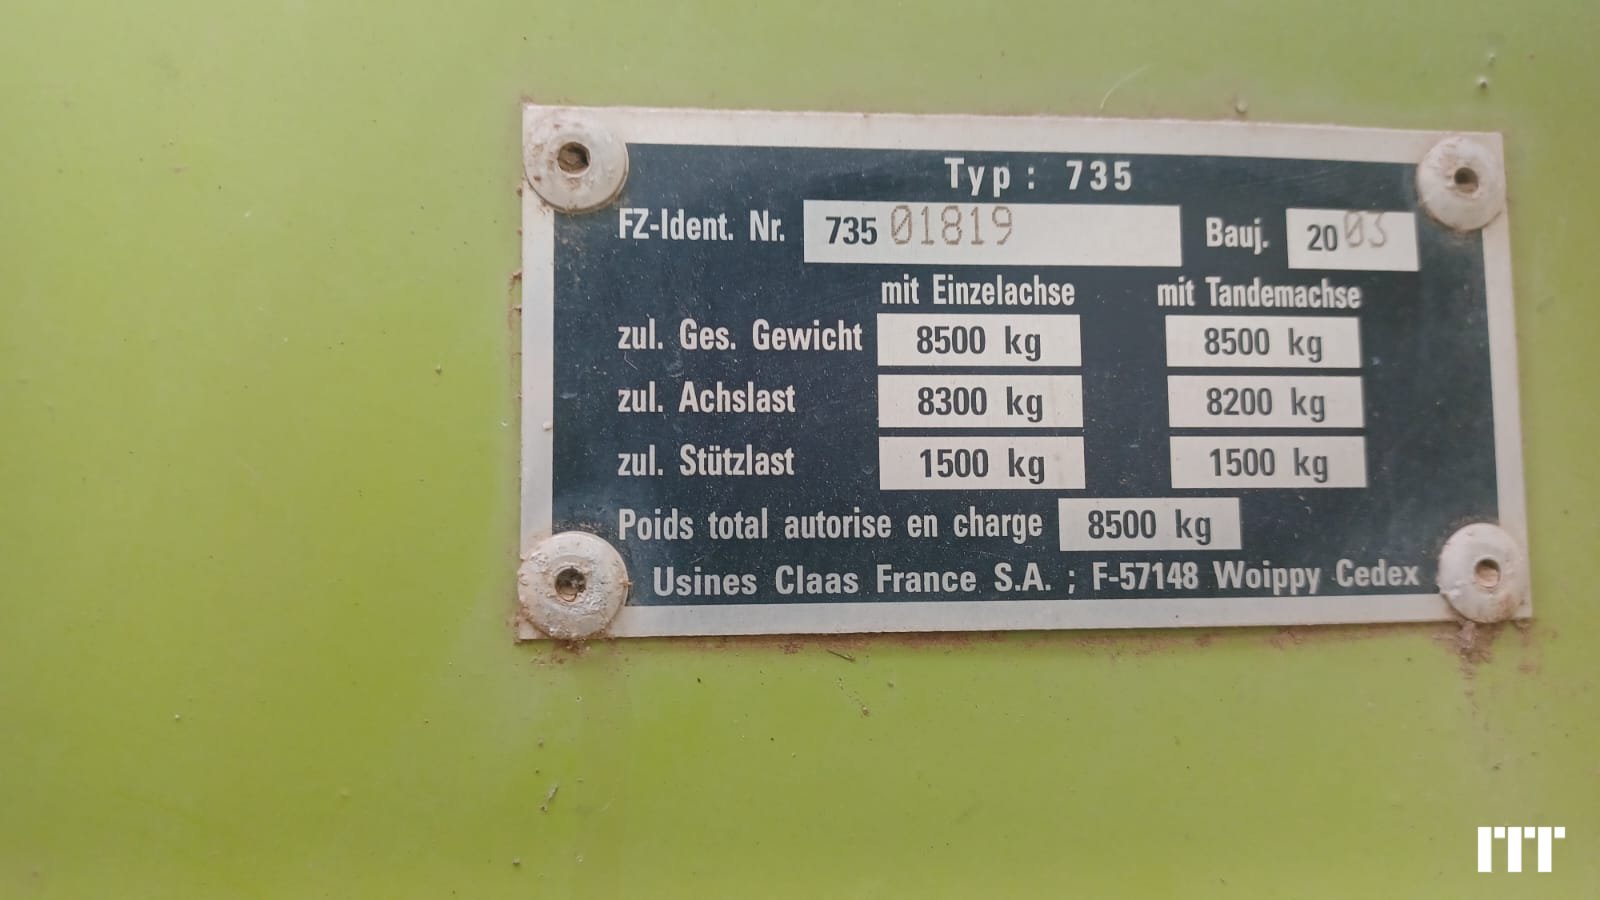 Typ: 735
FZ-Ident. Nr. 735 01819 Bauj. 2003
mit Einzelachse mit Tandemachse
zul. Ges. Gewicht 8500 kg 8500 kg
zul. Achslast 8300 kg 8200 kg
zul. Stützlast 1500 kg 1500 kg
Poids total autorise en charge 8500 kg
Usines Claas France S.A. ; F-57148 Woippy Cedex